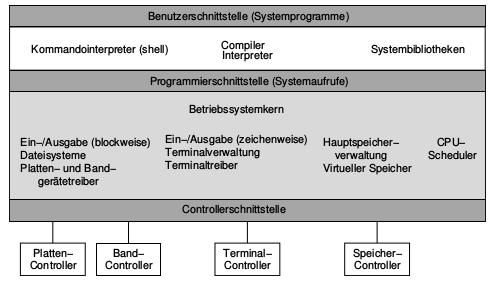 Benutzerschnittstelle (Systemprogramme)
Kommandointerpreter (shell)
Compiler
Interpreter
Systembibliotheken
Programmierschnittstelle (Systemaufrufe)
Betriebssystemkern
Ein–/Ausgabe (blockweise)
Dateisysteme
Platten– und Band–
gerätetreiber
Ein–/Ausgabe (zeichenweise)
Terminalverwaltung
Terminaltreiber
Hauptspeicher–
verwaltung
Virtueller Speicher
CPU–
Scheduler
Controllerschnittstelle
Platten–
Controller
Band–
Controller
Terminal–
Controller
Speicher–
Controller